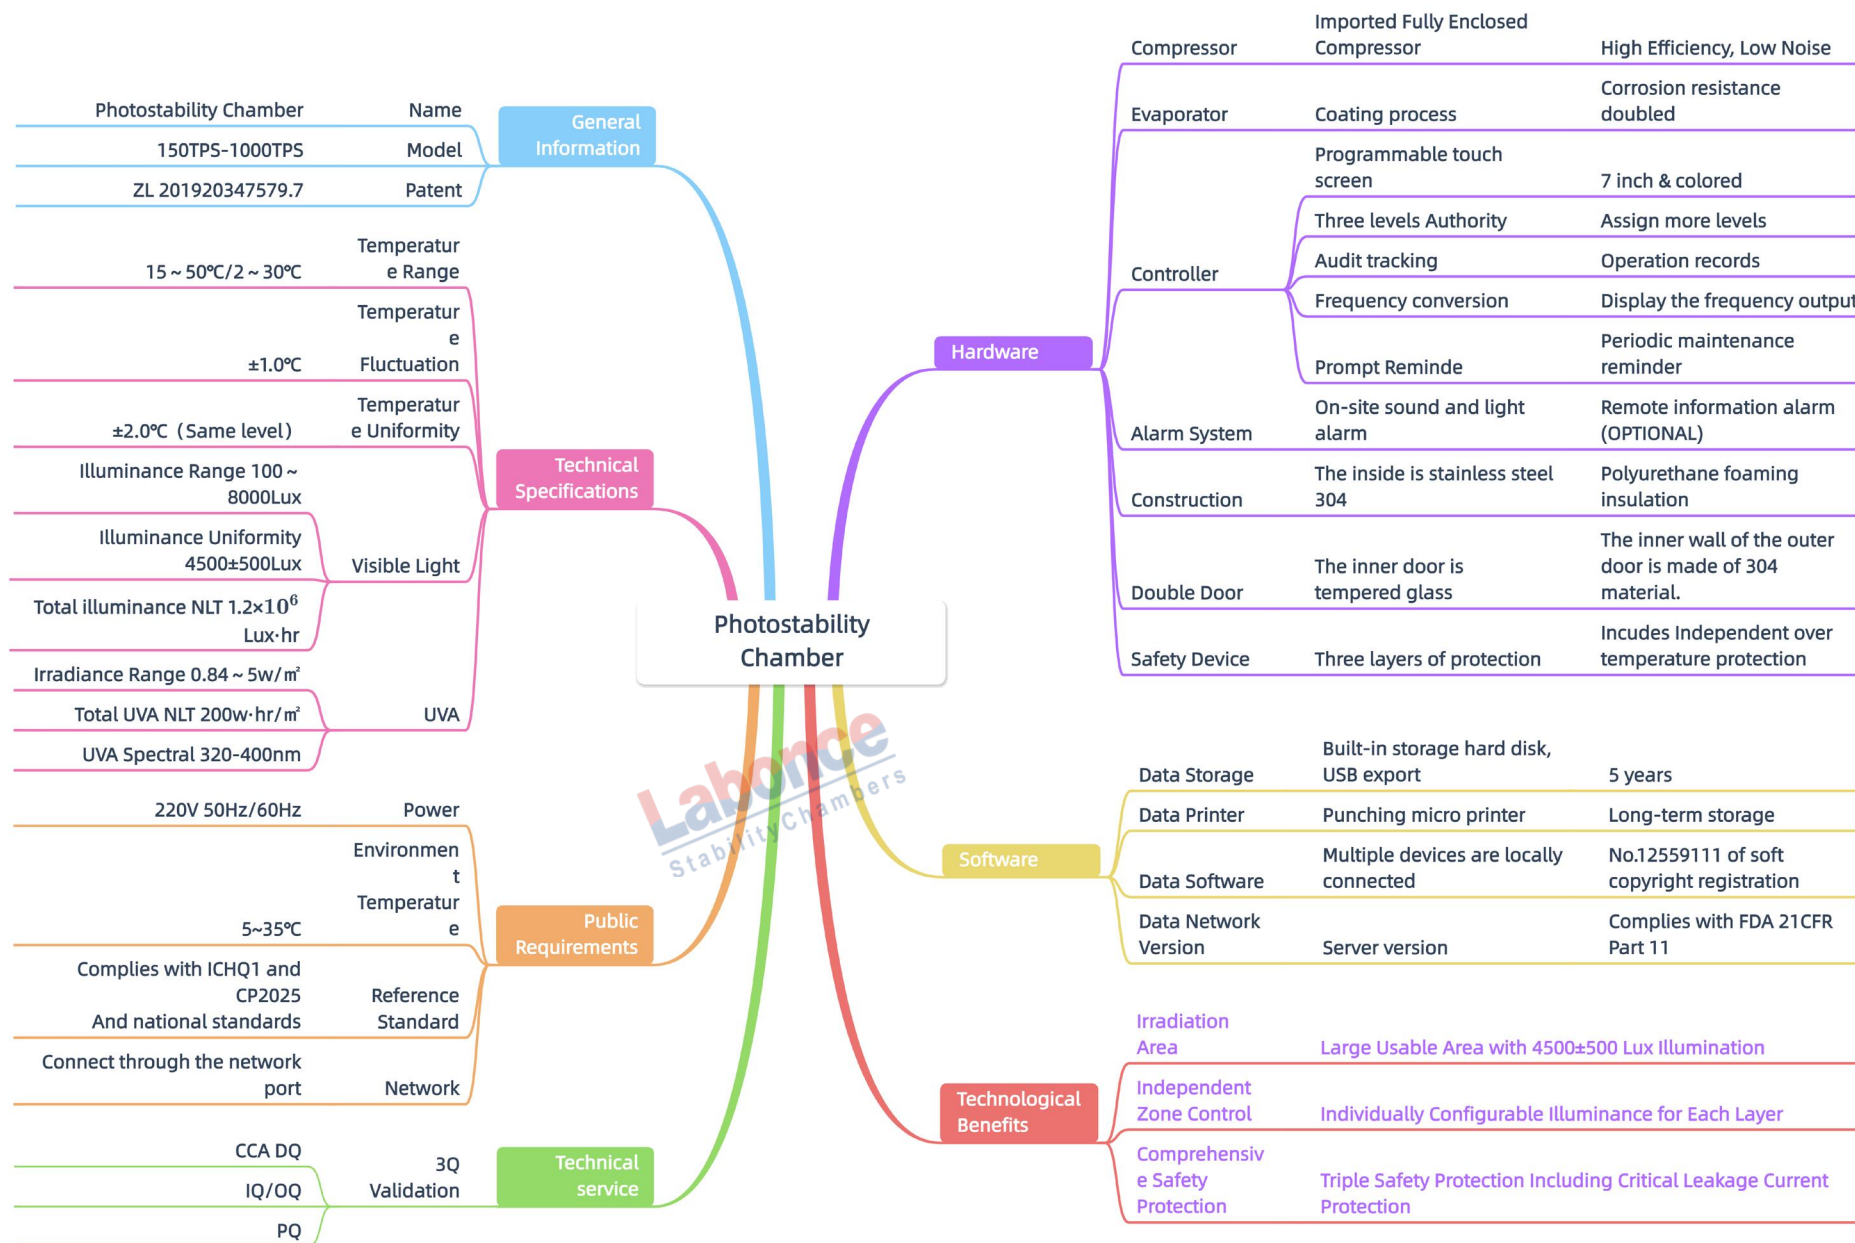 Photostability
Chamber
General
Information
Name
Photostability Chamber
Model
150TPS-1000TPS
Patent
ZL 201920347579.7
Technical
Specifications
Temperatur
e Range
15 ~ 50℃/2 ~ 30℃
Temperatur
e
Fluctuation
±1.0℃
Temperatur
e Uniformity
±2.0℃ (Same level)
Visible Light
Illuminance Range 100 ~
8000Lux
Illuminance Uniformity
4500±500Lux
Total illuminance NLT 1.2×10⁶
Lux·hr
UVA
Irradiance Range 0.84 ~ 5w/㎡
Total UVA NLT 200w·hr/㎡
UVA Spectral 320-400nm
Public
Requirements
Power
220V 50Hz/60Hz
Environmen
t
Temperatur
e
5~35℃
Reference
Standard
Complies with ICHQ1 and
CP2025
And national standards
Network
Connect through the network
port
Technical
service
3Q
Validation
CCA DQ
IQ/OQ
PQ
Hardware
Compressor
Imported Fully Enclosed
Compressor
High Efficiency, Low Noise
Evaporator
Coating process
Corrosion resistance
doubled
Controller
Programmable touch
screen
7 inch & colored
Three levels Authority
Assign more levels
Audit tracking
Operation records
Frequency conversion
Display the frequency output
Prompt Reminde
Periodic maintenance
reminder
Alarm System
On-site sound and light
alarm
Remote information alarm
(OPTIONAL)
Construction
The inside is stainless steel
304
Polyurethane foaming
insulation
Double Door
The inner door is
tempered glass
The inner wall of the outer
door is made of 304
material.
Safety Device
Three layers of protection
Incudes Independent over
temperature protection
Software
Data Storage
Built-in storage hard disk,
USB export
5 years
Data Printer
Punching micro printer
Long-term storage
Data Software
Multiple devices are locally
connected
No.12559111 of soft
copyright registration
Data Network
Version
Server version
Complies with FDA 21CFR
Part 11
Technological
Benefits
Irradiation
Area
Large Usable Area with 4500±500 Lux Illumination
Independent
Zone Control
Individually Configurable Illuminance for Each Layer
Comprehensiv
e Safety
Protection
Triple Safety Protection Including Critical Leakage Current
Protection
Labonce
StabilityChambers